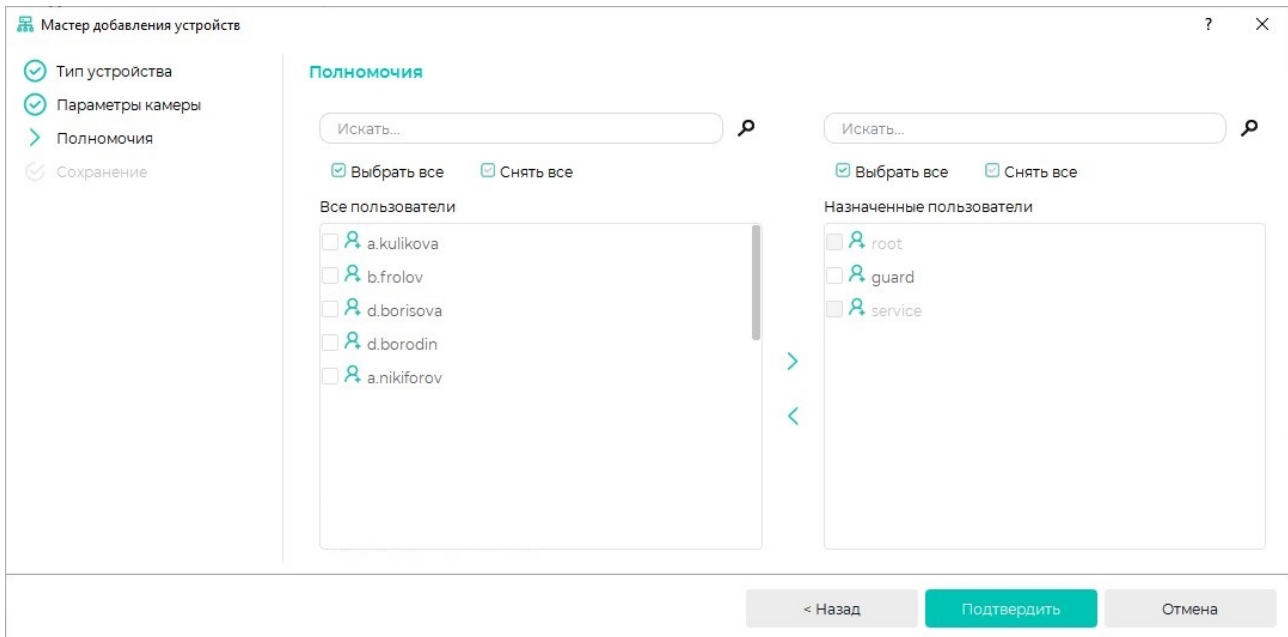 Мастер добавления устройств
?
Тип устройства
Параметры камеры
Полномочия
Сохранение
Полномочия
Искать...
Выбрать все
Снять все
Все пользователи
a.kulikova
b.frolov
d.borisova
d.borodin
a.nikiforov
Искать...
Выбрать все
Снять все
Назначенные пользователи
root
guard
service
< Назад
Подтвердить
Отмена